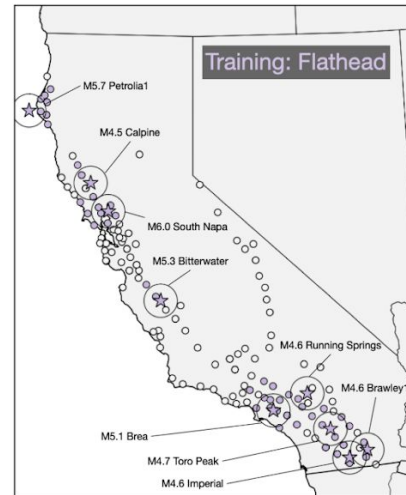 Training: Flathead
M5.7 Petrolia1
M4.5 Calpine
M6.0 South Napa
M5.3 Bitterwater
M4.6 Running Springs
M4.6 Brawley1
M5.1 Brea
M4.7 Toro Peak
M4.6 Imperial